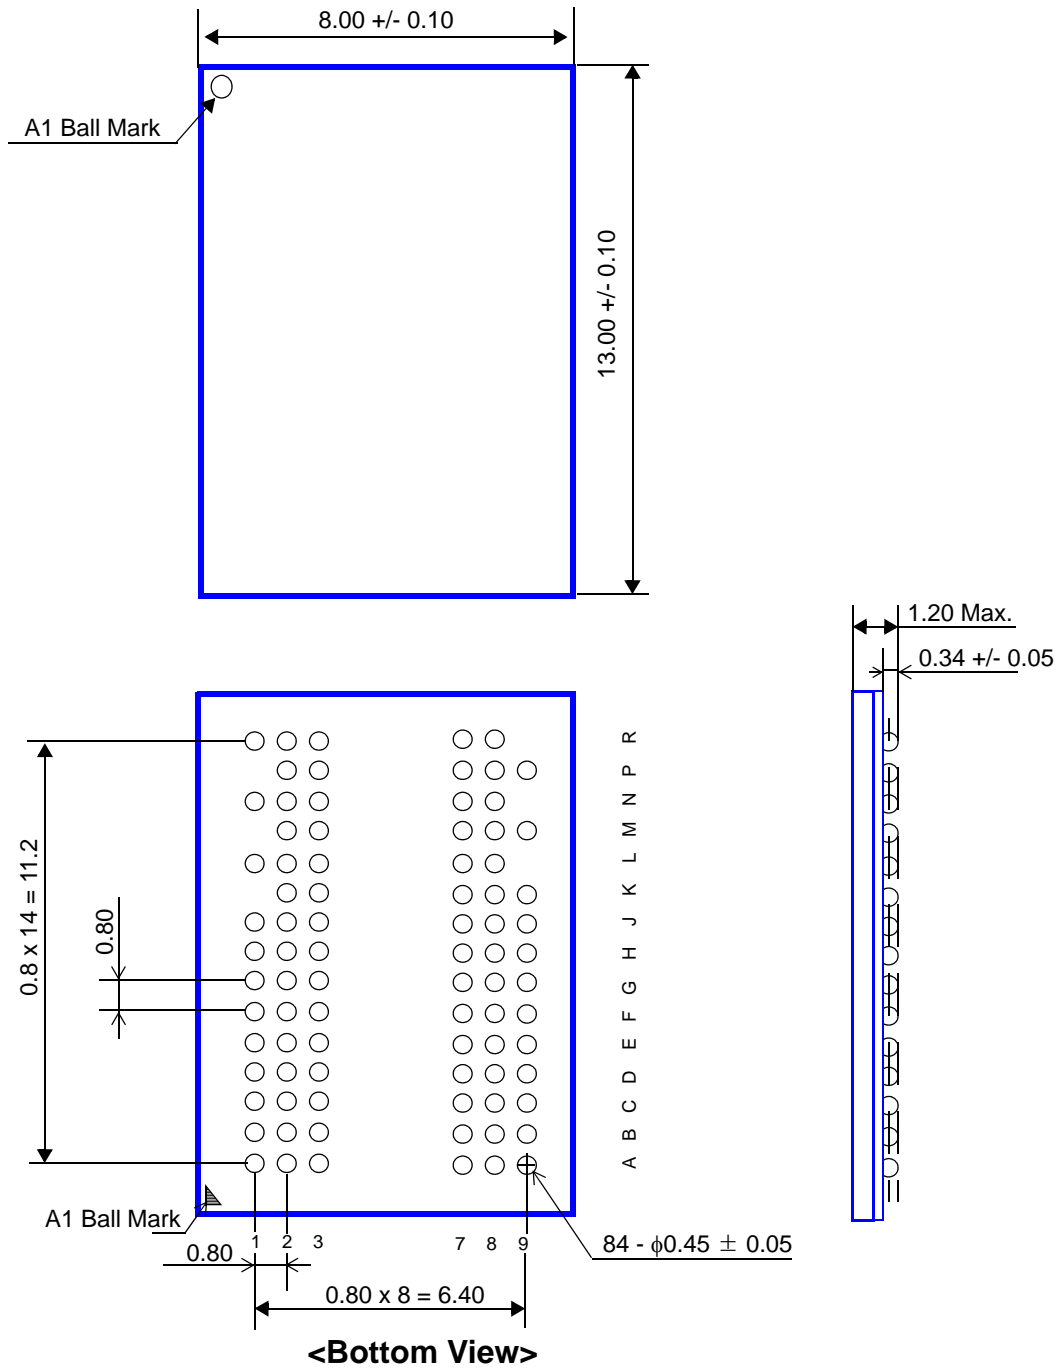 8.00 +/- 0.10
A1 Ball Mark
13.00 +/- 0.10
1.20 Max.
0.34 +/- 0.05
R
P
N
M
L
K
J
H
G
F
E
D
C
B
A
0.8 x 14 = 11.2
0.80
A1 Ball Mark
1 2 3 7 8 9
0.80
84 - ϕ0.45 ± 0.05
0.80 x 8 = 6.40
<Bottom View>